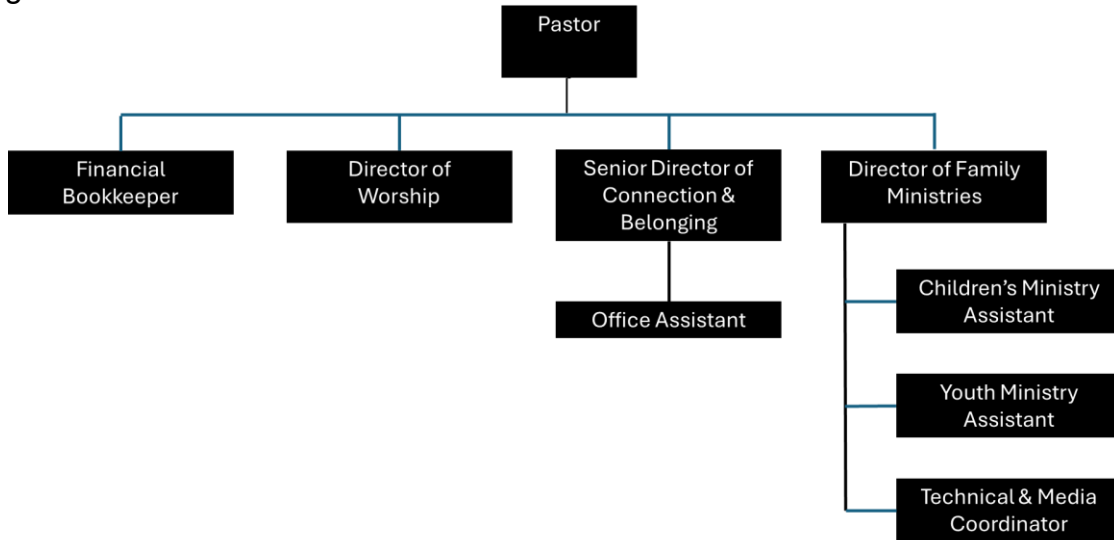 g
Pastor
Financial
Bookkeeper
Director of
Worship
Senior Director of
Connection &
Belonging
Director of Family
Ministries
Office Assistant
Children’s Ministry
Assistant
Youth Ministry
Assistant
Technical & Media
Coordinator